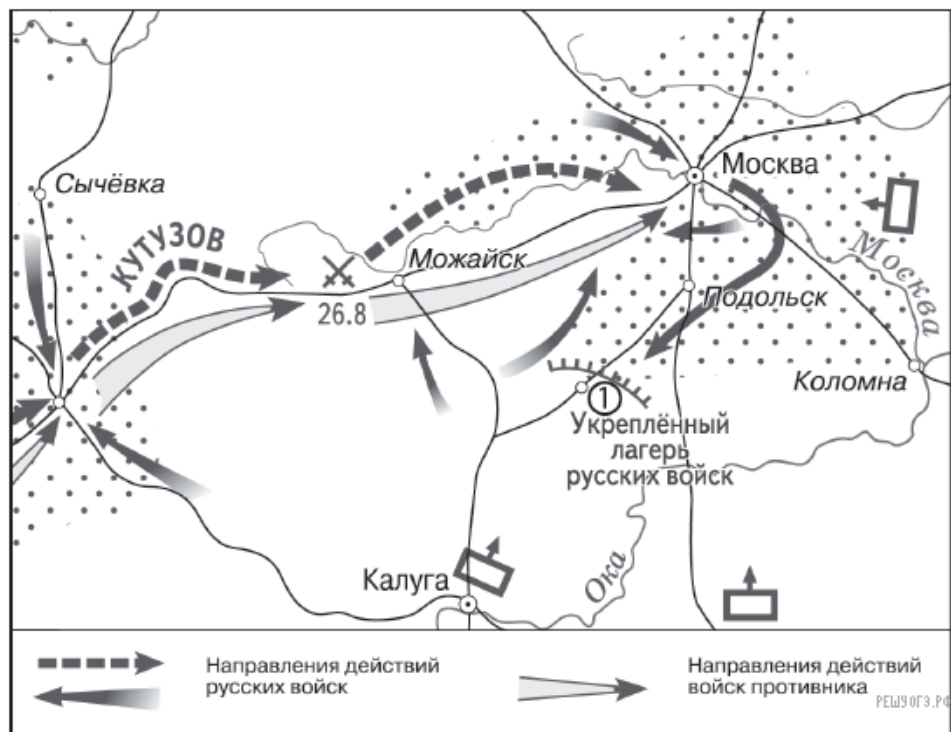 Москва
Сычёвка
КУТУЗОВ
Можайск
Москва
26.8
Подольск
Коломна
1
Укреплённый
лагерь
русских войск
Калуга
Ока
Направления действий
русских войск
Направления действий
войск противника
РЕШУОГЭ.РФ